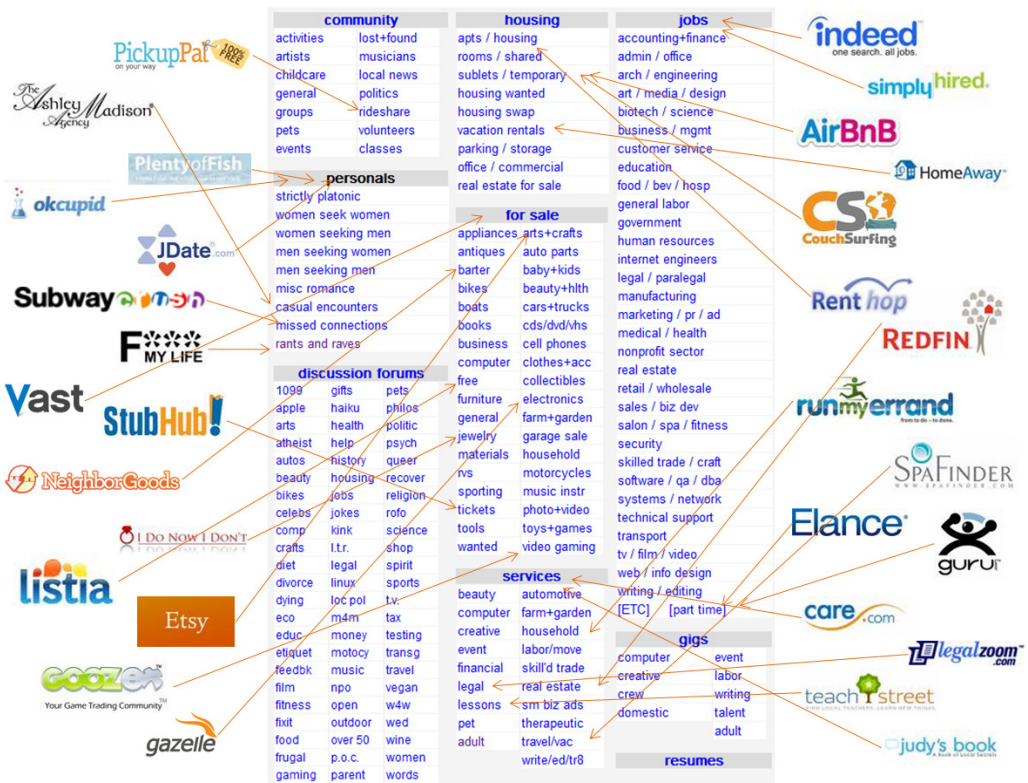 PickupPal
on your way
100% FREE
The Ashley Madison® Agency
PlentyofFish
okcupid
JDate.com
Subway
F**** MY LIFE
Vast
StubHub!
NeighborGoods
I DO NOW I DON'T
listia
Etsy
GOOZEX™
Your Game Trading Community™
gazelle
community
activities lost+found
artists musicians
childcare local news
general politics
groups rideshare
pets volunteers
events classes
personals
strictly platonic
women seek women
women seeking men
men seeking women
men seeking men
misc romance
casual encounters
missed connections
rants and raves
discussion forums
1099 gifts pets
apple haiku philos
arts health politic
atheist help psych
autos history queer
beauty housing recover
bikes jobs religion
celebs jokes rofo
comp kink science
crafts l.t.r. shop
diet legal spirit
divorce linux sports
dying loc pol t.v.
eco m4m tax
educ money testing
etiquet motocy transg
feedbk music travel
film npo vegan
fitness open w4w
fixit outdoor wed
food over 50 wine
frugal p.o.c. women
gaming parent words
housing
apts / housing
rooms / shared
sublets / temporary
housing wanted
housing swap
vacation rentals
parking / storage
office / commercial
real estate for sale
for sale
appliances arts+crafts
antiques auto parts
barter baby+kids
bikes beauty+hlth
boats cars+trucks
books cds/dvd/vhs
business cell phones
computer clothes+acc
free collectibles
furniture electronics
general farm+garden
jewelry garage sale
materials household
rvs motorcycles
sporting music instr
tickets photo+video
tools toys+games
wanted video gaming
services
beauty automotive
computer farm+garden
creative household
event labor/move
financial skill'd trade
legal real estate
lessons sm biz ads
pet therapeutic
adult travel/vac
write/ed/tr8
jobs
accounting+finance
admin / office
arch / engineering
art / media / design
biotech / science
business / mgmt
customer service
education
food / bev / hosp
general labor
government
human resources
internet engineers
legal / paralegal
manufacturing
marketing / pr / ad
medical / health
nonprofit sector
real estate
retail / wholesale
sales / biz dev
salon / spa / fitness
security
skilled trade / craft
software / qa / dba
systems / network
technical support
transport
tv / film / video
web / info design
writing / editing
[ETC] [part time]
gigs
computer event
creative labor
crew writing
domestic talent
adult
resumes
indeed™
one search. all jobs.
simplyhired®
AirBnB
HomeAway™
CS
CouchSurfing
Rent hop
REDFIN
runmyerrand
from to do – to done.
SPAFINDER
WWW.SPAFINDER.COM
Elance®
guru
care.com
legalzoom™
.com
teach street
FIND LOCAL TEACHERS. LEARN NEW THINGS.
judy's book